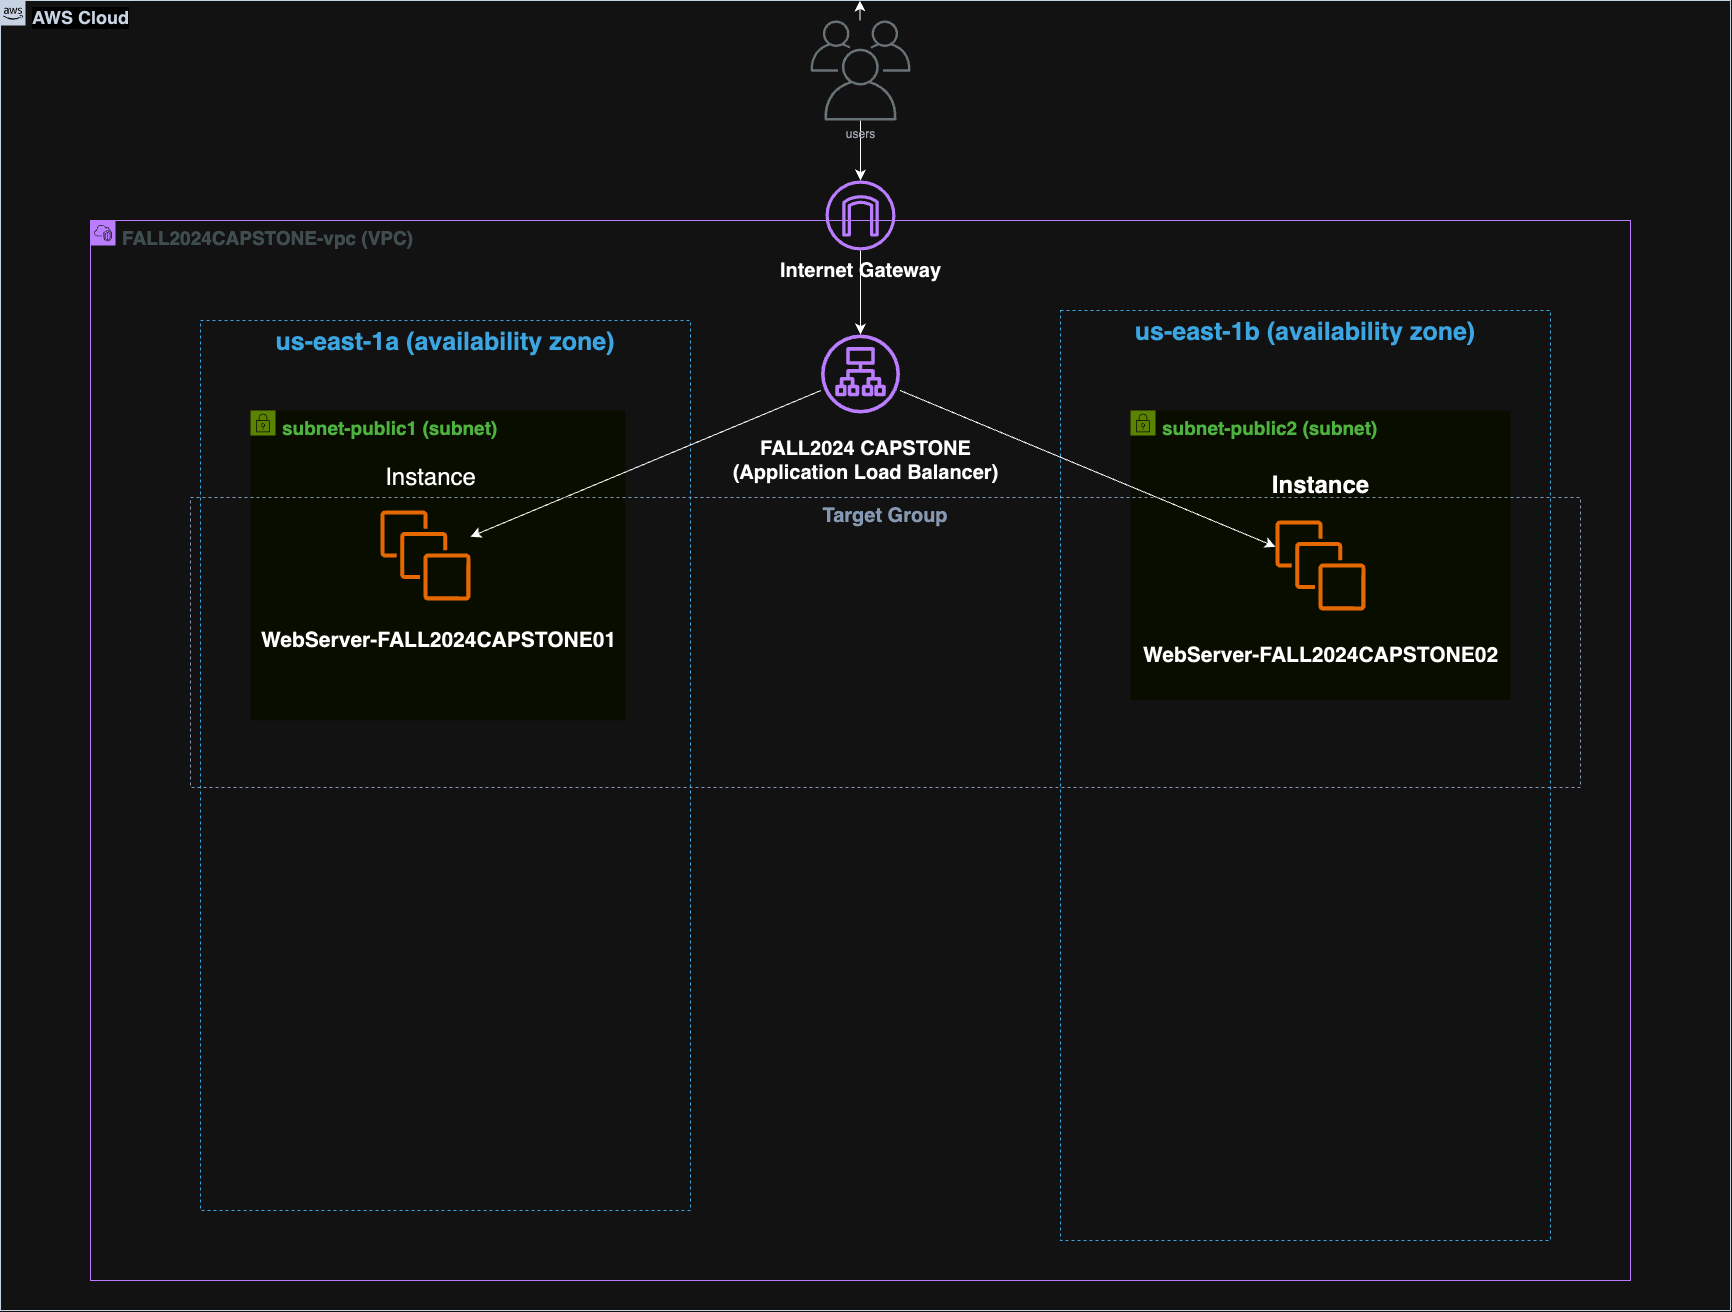 aws
AWS Cloud
users
FALL2024CAPSTONE-vpc (VPC)
Internet Gateway
us-east-1a (availability zone)
us-east-1b (availability zone)
subnet-public1 (subnet)
subnet-public2 (subnet)
FALL2024 CAPSTONE
(Application Load Balancer)
Instance
Instance
Target Group
WebServer-FALL2024CAPSTONE01
WebServer-FALL2024CAPSTONE02